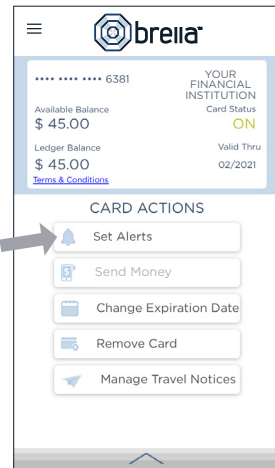 brella
•••• •••• •••• 6381
YOUR
FINANCIAL
INSTITUTION
Available Balance
Card Status
$ 45.00
ON
Ledger Balance
Valid Thru
$ 45.00
02/2021
Terms & Conditions
CARD ACTIONS
Set Alerts
Send Money
Change Expiration Date
Remove Card
Manage Travel Notices